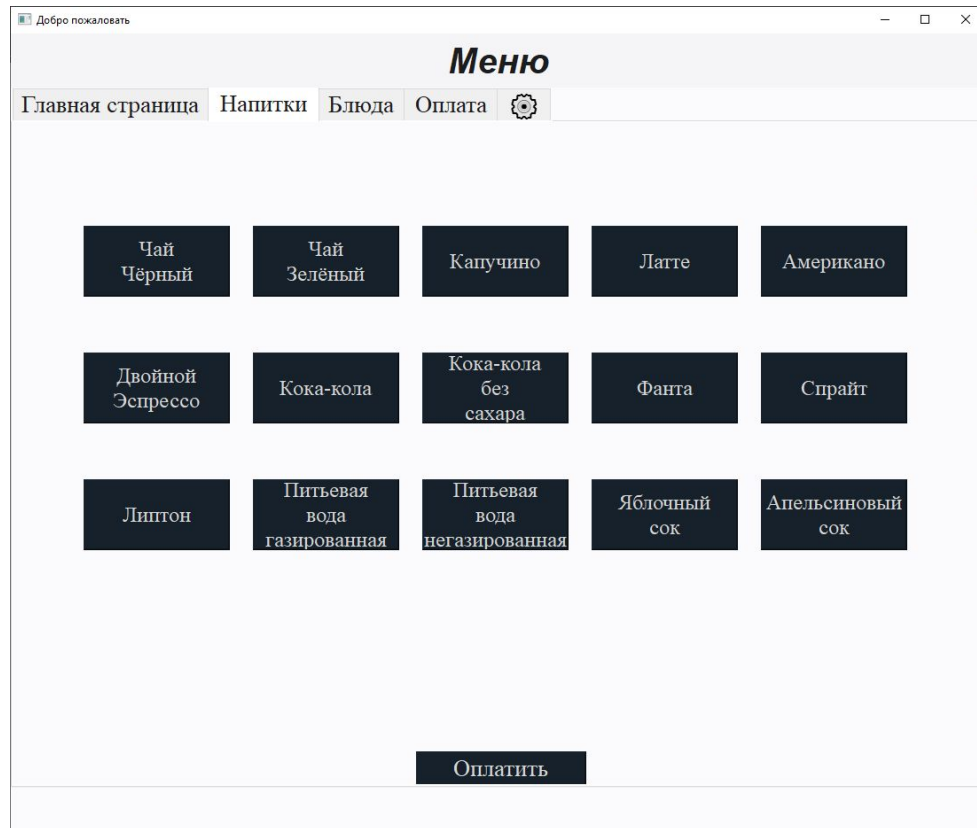 Добро пожаловать
Меню
Главная страница Напитки Блюда Оплата
Чай
Чёрный
Чай
Зелёный
Капучино
Латте
Американо
Двойной
Эспрессо
Кока-кола
Кока-кола
без
сахара
Фанта
Спрайт
Липтон
Питьевая
вода
газированная
Питьевая
вода
негазированная
Яблочный
сок
Апельсиновый
сок
Оплатить